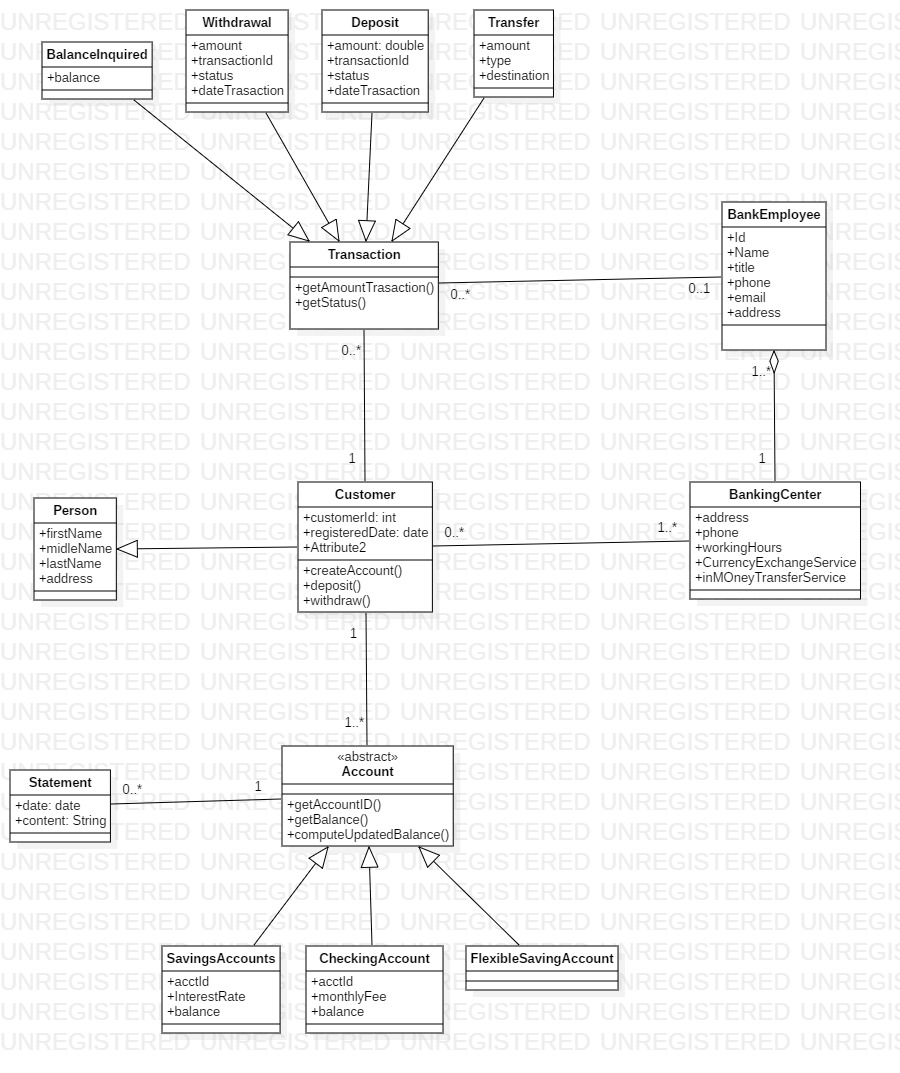 BalanceInquired
+balance
Withdrawal
+amount
+transactionId
+status
+dateTrasaction
Deposit
+amount: double
+transactionId
+status
+dateTrasaction
Transfer
+amount
+type
+destination
Transaction
+getAmountTrasaction()
+getStatus()
0..*
0..1
BankEmployee
+Id
+Name
+title
+phone
+email
+address
0..*
1
1..*
1
Person
+firstName
+midleName
+lastName
+address
Customer
+customerId: int
+registeredDate: date
+Attribute2
+createAccount()
+deposit()
+withdraw()
0..*
1..*
BankingCenter
+address
+phone
+workingHours
+CurrencyExchangeService
+inMOneyTransferService
1
1..*
Statement
+date: date
+content: String
0..*
1
«abstract»
Account
+getAccountID()
+getBalance()
+computeUpdatedBalance()
SavingsAccounts
+acctId
+InterestRate
+balance
CheckingAccount
+acctId
+monthlyFee
+balance
FlexibleSavingAccount
UNREGISTERED